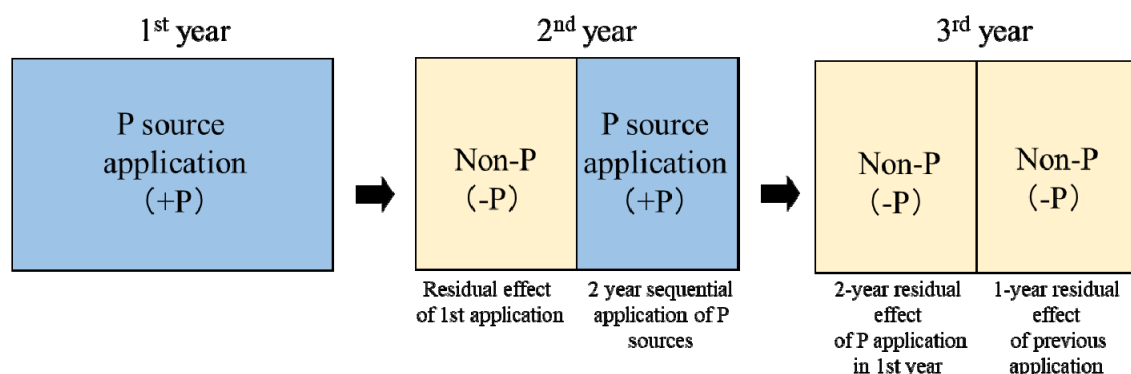 1st year
P source
application
(+P)
2nd year
Non-P
(-P)
P source
application
(+P)
Residual effect
of 1st application
2 year sequential
application of P
sources
3rd year
Non-P
(-P)
Non-P
(-P)
2-year residual
effect
of P application
in 1st year
1-year residual
effect
of previous
application